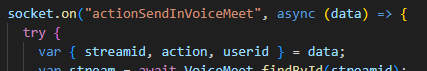 socket.on("actionSendInVoiceMeet", async (data) => {
try {
var { streamid, action, userid } = data;
var stream = await VoiceMeet.findById(streamid);